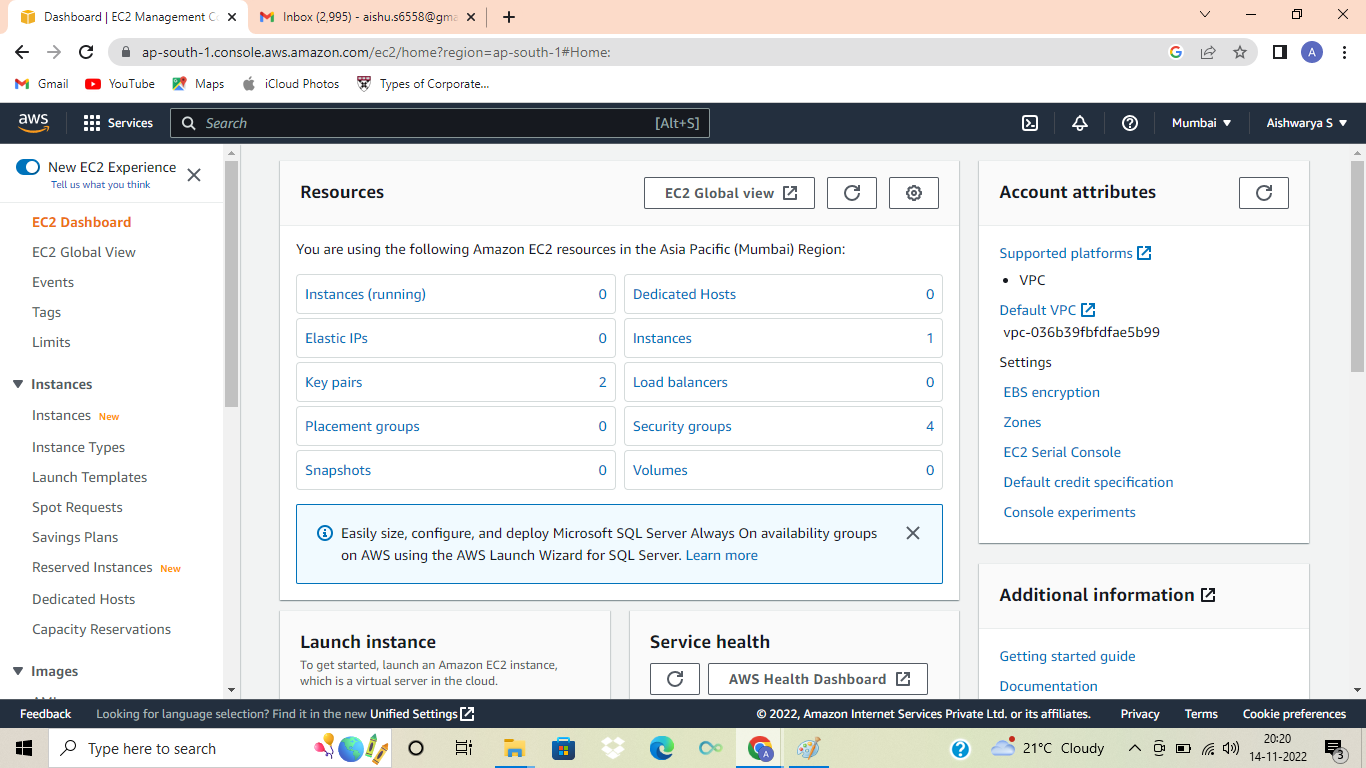 Dashboard | EC2 Management C
Inbox (2,995) - aishu.s6558@gma
ap-south-1.console.aws.amazon.com/ec2/home?region=ap-south-1#Home:
A
Gmail
YouTube
Maps
iCloud Photos
Types of Corporate...
aws
Services
Search
[Alt+S]
Mumbai
Aishwarya S
New EC2 Experience
Tell us what you think
EC2 Dashboard
EC2 Global View
Events
Tags
Limits
Instances
Instances New
Instance Types
Launch Templates
Spot Requests
Savings Plans
Reserved Instances New
Dedicated Hosts
Capacity Reservations
Images
Resources
EC2 Global view
You are using the following Amazon EC2 resources in the Asia Pacific (Mumbai) Region:
Instances (running) 0
Dedicated Hosts 0
Elastic IPs 0
Instances 1
Key pairs 2
Load balancers 0
Placement groups 0
Security groups 4
Snapshots 0
Volumes 0
Easily size, configure, and deploy Microsoft SQL Server Always On availability groups
on AWS using the AWS Launch Wizard for SQL Server. Learn more
Launch instance
To get started, launch an Amazon EC2 instance,
which is a virtual server in the cloud.
Service health
AWS Health Dashboard
Account attributes
Supported platforms
• VPC
Default VPC
vpc-036b39fbfdfae5b99
Settings
EBS encryption
Zones
EC2 Serial Console
Default credit specification
Console experiments
Additional information
Getting started guide
Documentation
Feedback
Looking for language selection? Find it in the new Unified Settings
© 2022, Amazon Internet Services Private Ltd. or its affiliates.
Privacy
Terms
Cookie preferences
Type here to search
A
21°C Cloudy
20:20
14-11-2022
3